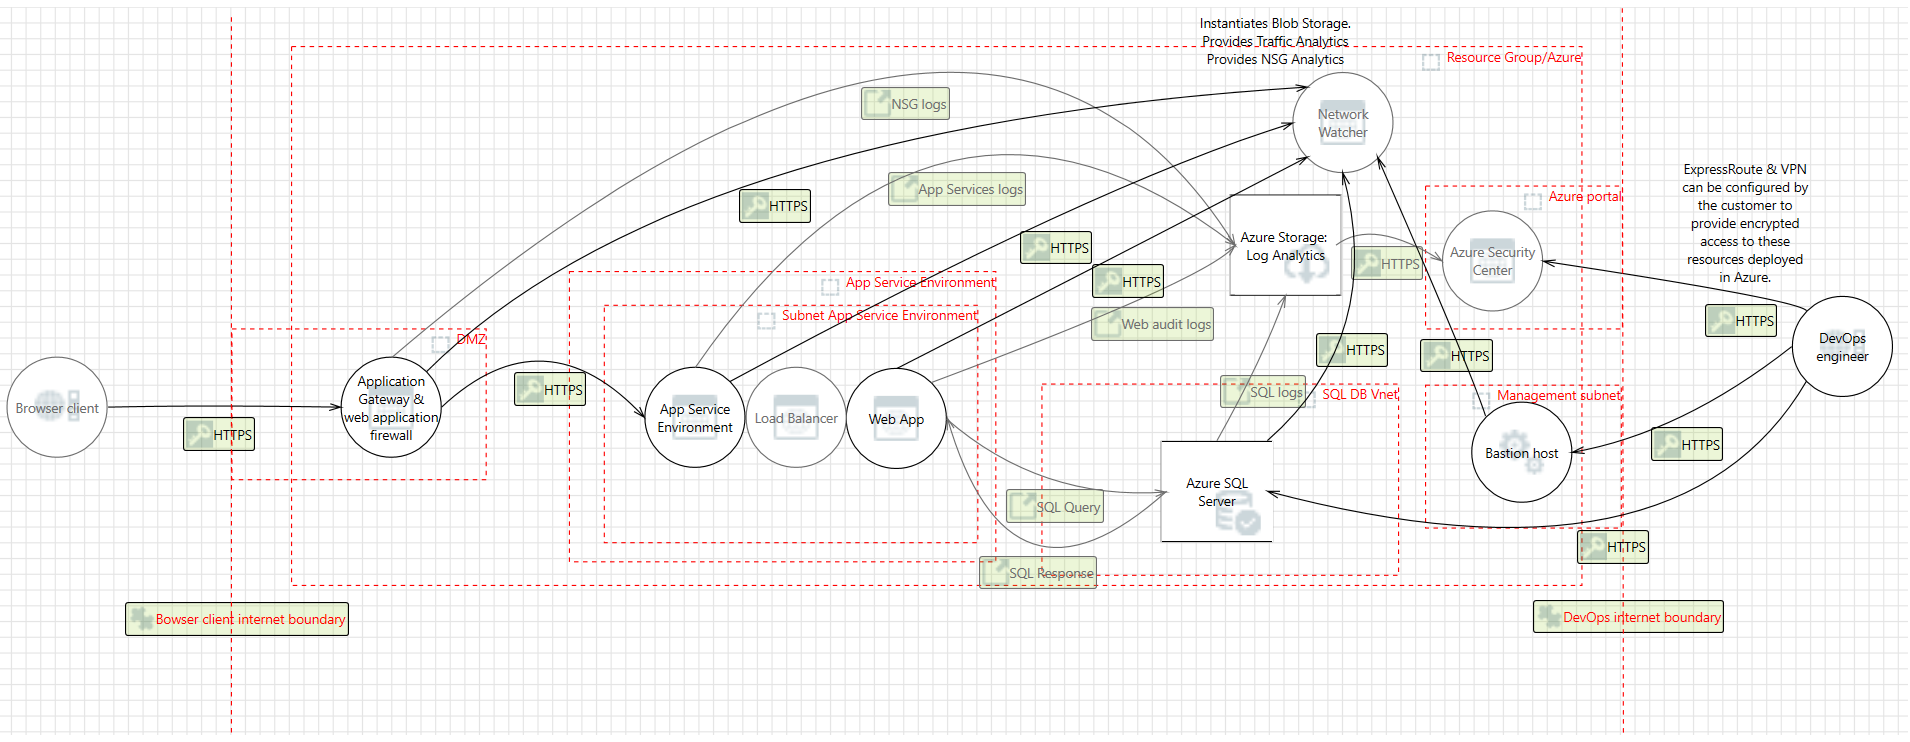 Instantiates Blob Storage.
Provides Traffic Analytics
Provides NSG Analytics
Resource Group/Azure
NSG logs
Network
Watcher
ExpressRoute & VPN
can be configured by
the customer to
provide encrypted
access to these
resources deployed
in Azure.
App Services logs
Azure portal
HTTPS
HTTPS
HTTPS
Azure Storage:
Log Analytics
HTTPS
Azure Security
Center
App Service Environment
Subnet App Service Environment
Web audit logs
HTTPS
DMZ
HTTPS
HTTPS
DevOps
engineer
Browser client
Application
Gateway &
web application
firewall
HTTPS
HTTPS
App Service
Environment
Load Balancer
Web App
SQL logs
SQL DB Vnet
Management subnet
Bastion host
HTTPS
Azure SQL
Server
SQL Query
SQL Response
HTTPS
Bowser client internet boundary
DevOps internet boundary